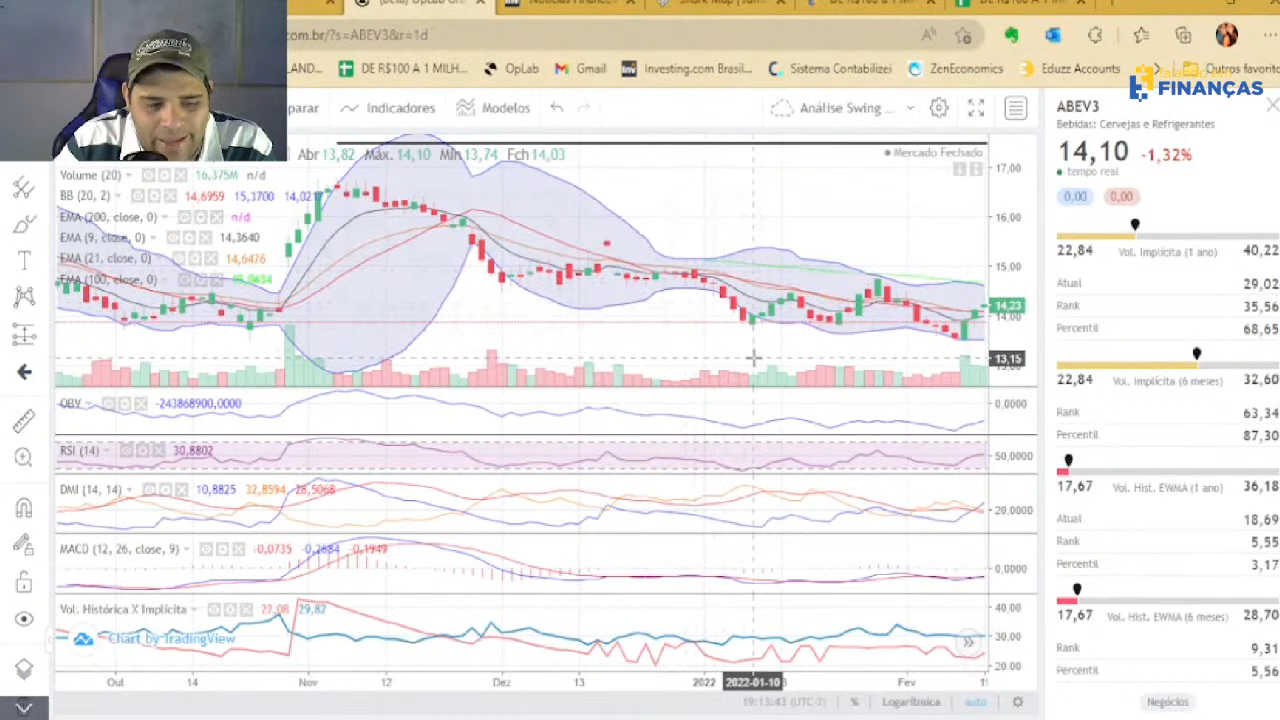 .com.br/?s=ABEV3&r=1d
DE R$100 A 1 MILH...
OpLab
Gmail
Investing.com Brasil...
Sistema Contabilizei
ZenEconomics
Eduzz Accounts
Outros favorito
FINANÇAS
parar
Indicadores
Modelos
Análise Swing ...
Abr 13,82 Máx. 14,10 Mín 13,74 Fch 14,03
Mercado Fechado
Volume (20) 16,375M n/d
BB (20, 2) 14,6959 15,3700 14,0217
EMA (200, close, 0) n/d
EMA (9, close, 0) 14,3640
EMA (21, close, 0) 14,6476
EMA (100, close, 0)
17,00
16,00
15,00
14,23
14,00
13,15
OBV -243868900,0000
0,0000
RSI (14) 30,8802
50,0000
DMI (14, 14) 10,8825 32,8594 28,5068
20,0000
MACD (12, 26, close, 9) -0,0735 -0,2684 -0,1949
0,0000
Vol. Histórica X Implícita 22,08 29,82
Chart by TradingView
40.00
30.00
20.00
Out 14 Nov 12 Dez 13 2022 2022-01-10 Fev
19:13:43 (UTC-2) % Logarítmica auto
ABEV3
Bebidas: Cervejas e Refrigerantes
14,10 -1,32%
tempo real
0,00 0,00
22,84 Vol. Implícita (1 ano) 40,22
Atual 29,02
Rank 35,56
Percentil 68,65
22,84 Vol. Implícita (6 meses) 32,60
Rank 63,34
Percentil 87,30
17,67 Vol. Hist. EWMA (1 ano) 36,18
Atual 18,69
Rank 5,55
Percentil 3,17
17,67 Vol. Hist. EWMA (6 meses) 28,70
Rank 9,31
Percentil 5,56
Negócios